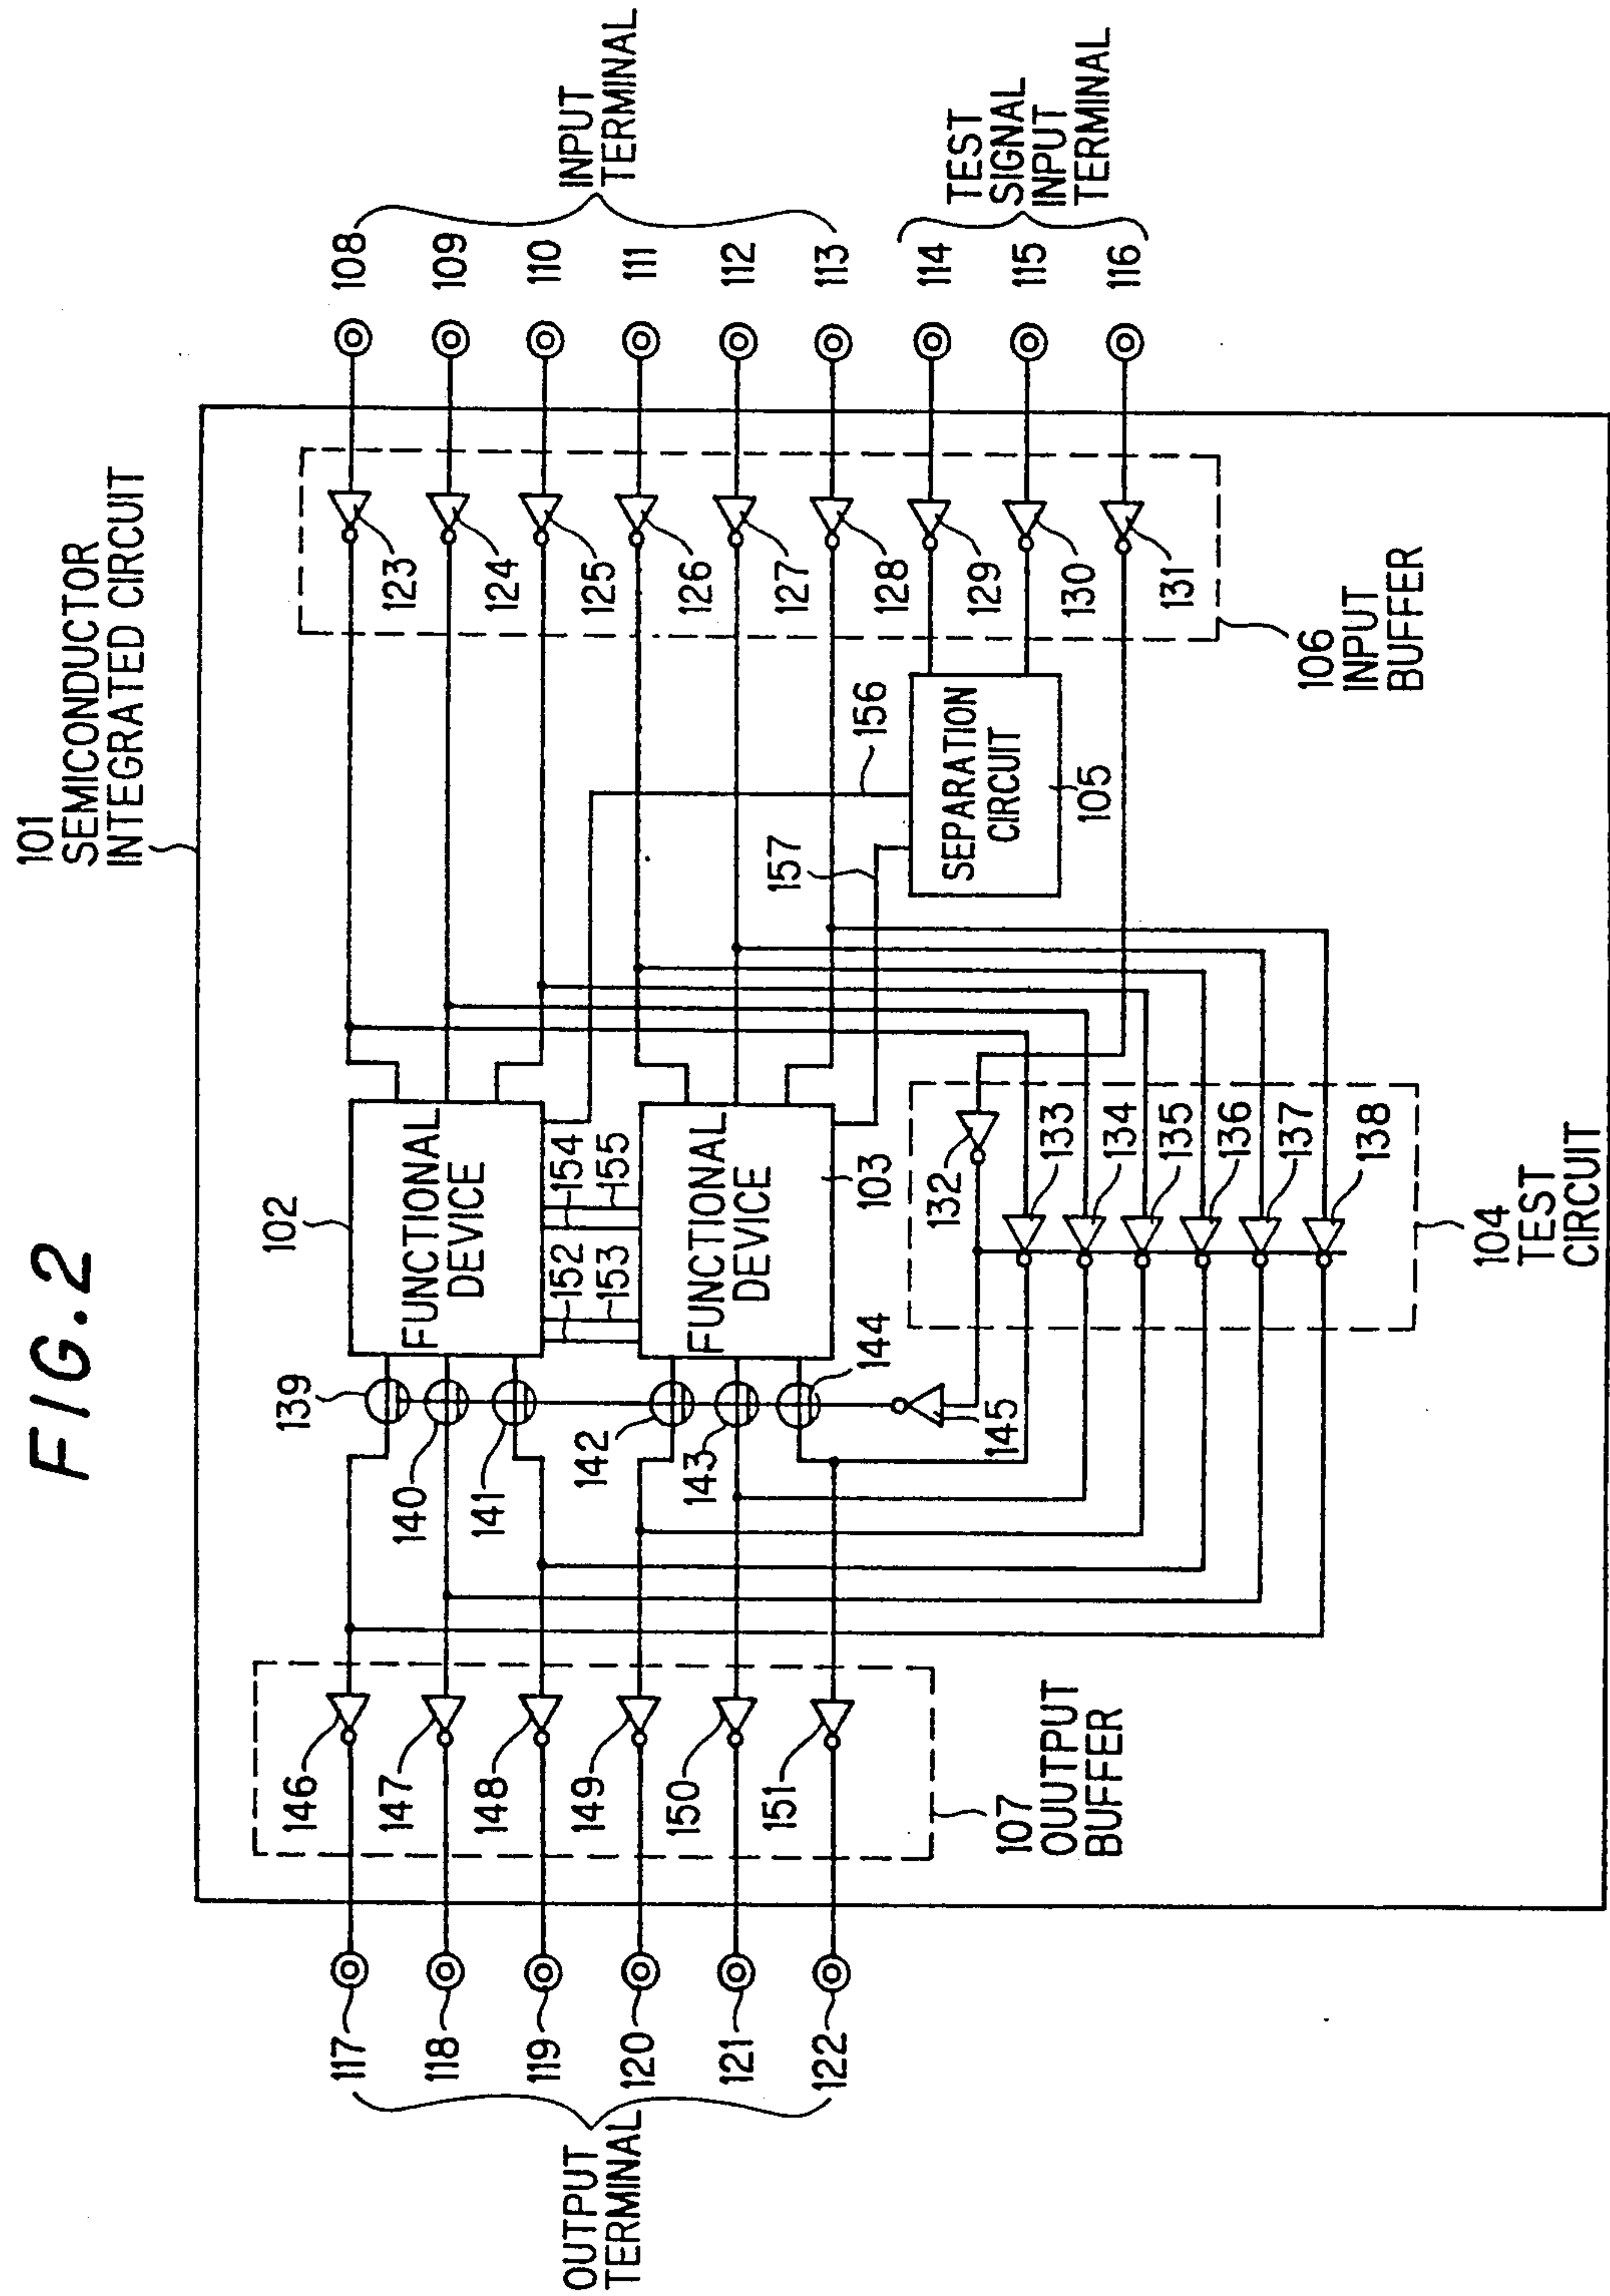 FIG.2
101
SEMICONDUCTOR
INTEGRATED CIRCUIT
OUTPUT
TERMINAL
117
118
119
120
121
122
146
147
148
149
150
151
107
OUUTPUT
BUFFER
139
140
141
142
143
144
145
102
FUNCTIONAL
DEVICE
152
153
154
155
FUNCTIONAL
DEVICE
103
132
133
134
135
136
137
138
104
TEST
CIRCUIT
157
156
SEPARATION
CIRCUIT
105
123
124
125
126
127
128
129
130
131
106
INPUT
BUFFER
108
109
110
111
112
113
INPUT
TERMINAL
114
115
116
TEST
SIGNAL
INPUT
TERMINAL